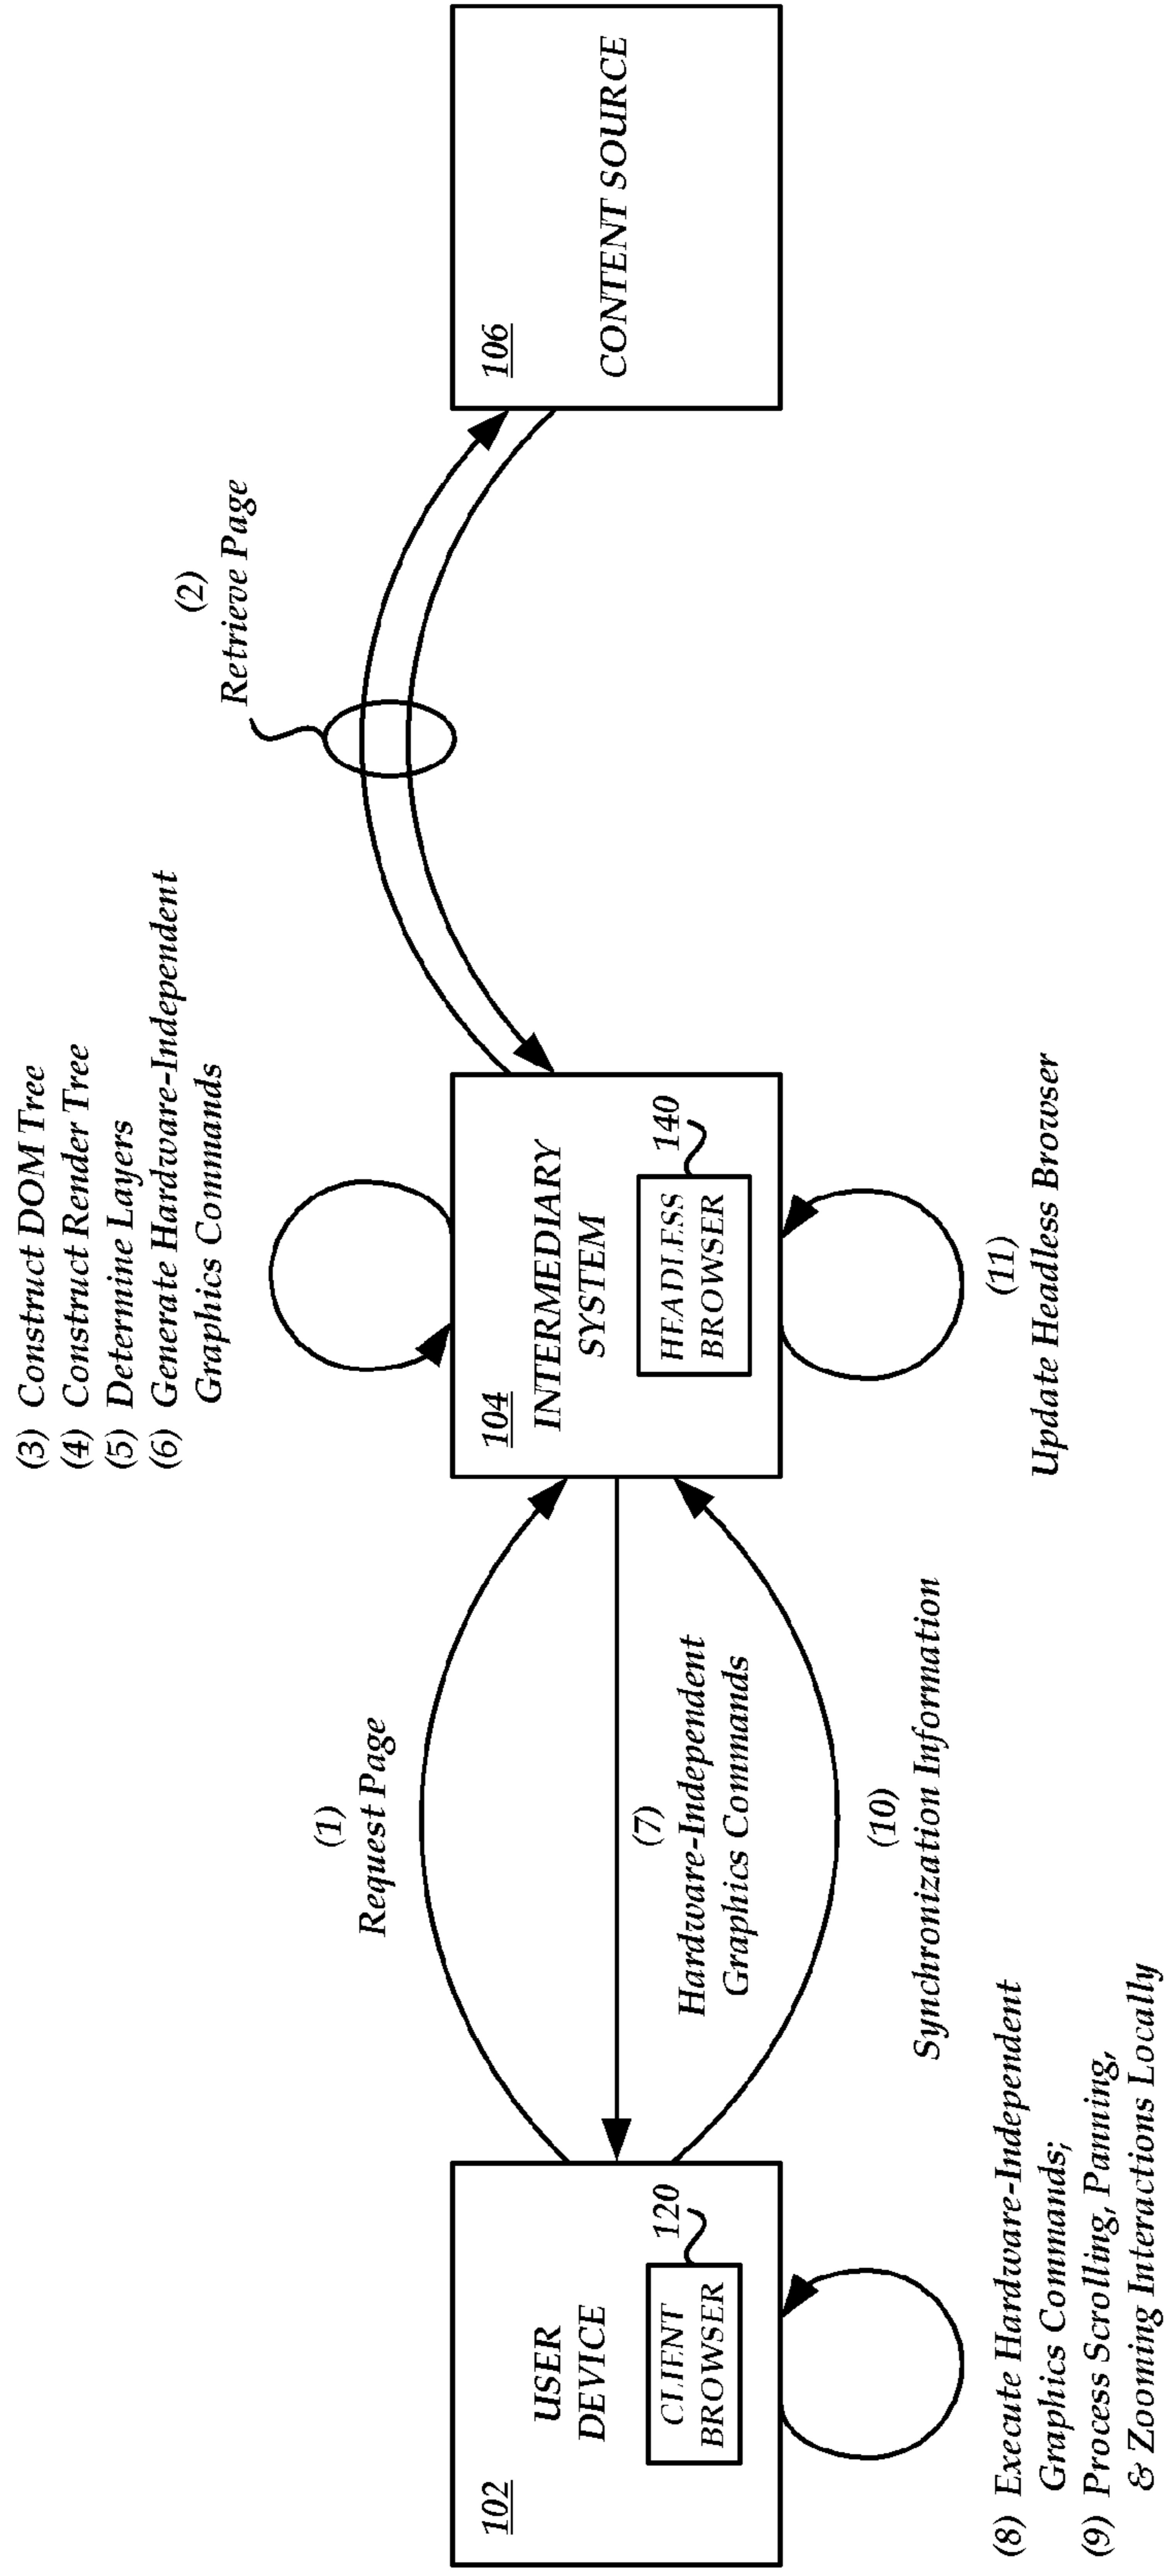 (3) Construct DOM Tree
(4) Construct Render Tree
(5) Determine Layers
(6) Generate Hardware-Independent
Graphics Commands
(1)
Request Page
(2)
Retrieve Page
102
USER
DEVICE
CLIENT
BROWSER
120
(7)
Hardware-Independent
Graphics Commands
104
INTERMEDIARY
SYSTEM
HEADLESS
BROWSER
140
106
CONTENT SOURCE
(10)
Synchronization Information
(8) Execute Hardware-Independent
Graphics Commands;
(9) Process Scrolling, Panning,
& Zooming Interactions Locally
(11)
Update Headless Browser